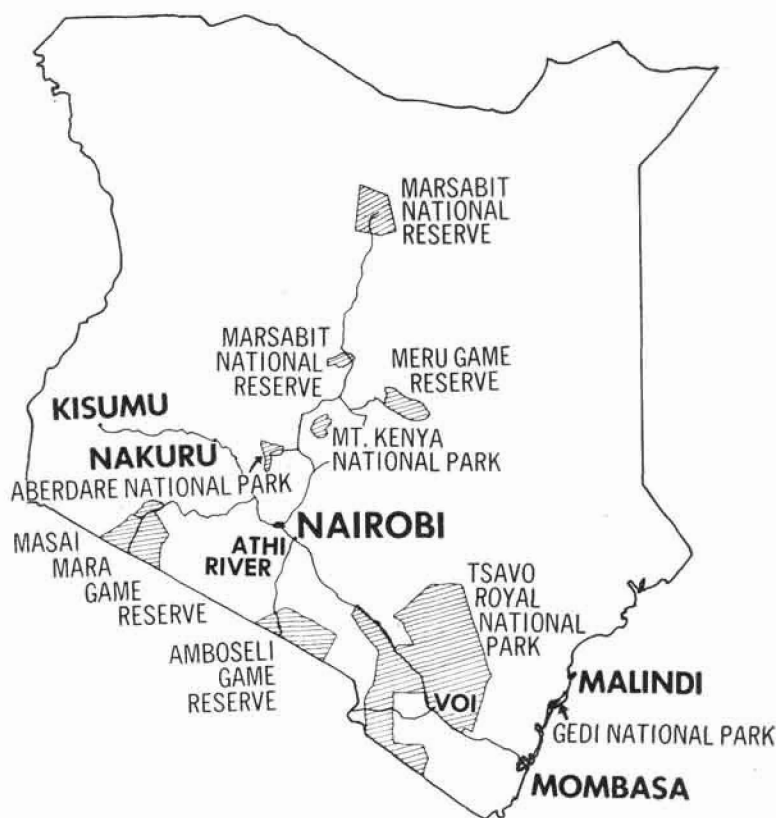 MARSABIT
NATIONAL
RESERVE
MARSABIT
NATIONAL
RESERVE
MERU GAME
RESERVE
KISUMU
NAKURU
MT. KENYA
NATIONAL PARK
ABERDARE NATIONAL PARK
NAIROBI
ATHI
RIVER
MASAI
MARA
GAME
RESERVE
TSAVO
ROYAL
NATIONAL
PARK
AMBOSELI
GAME
RESERVE
VOI
MALINDI
GEDI NATIONAL PARK
MOMBASA